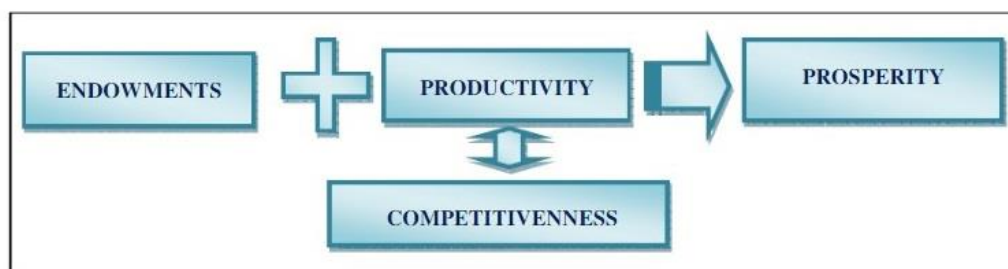 ENDOWMENTS
PRODUCTIVITY
PROSPERITY
COMPETITIVENNESS